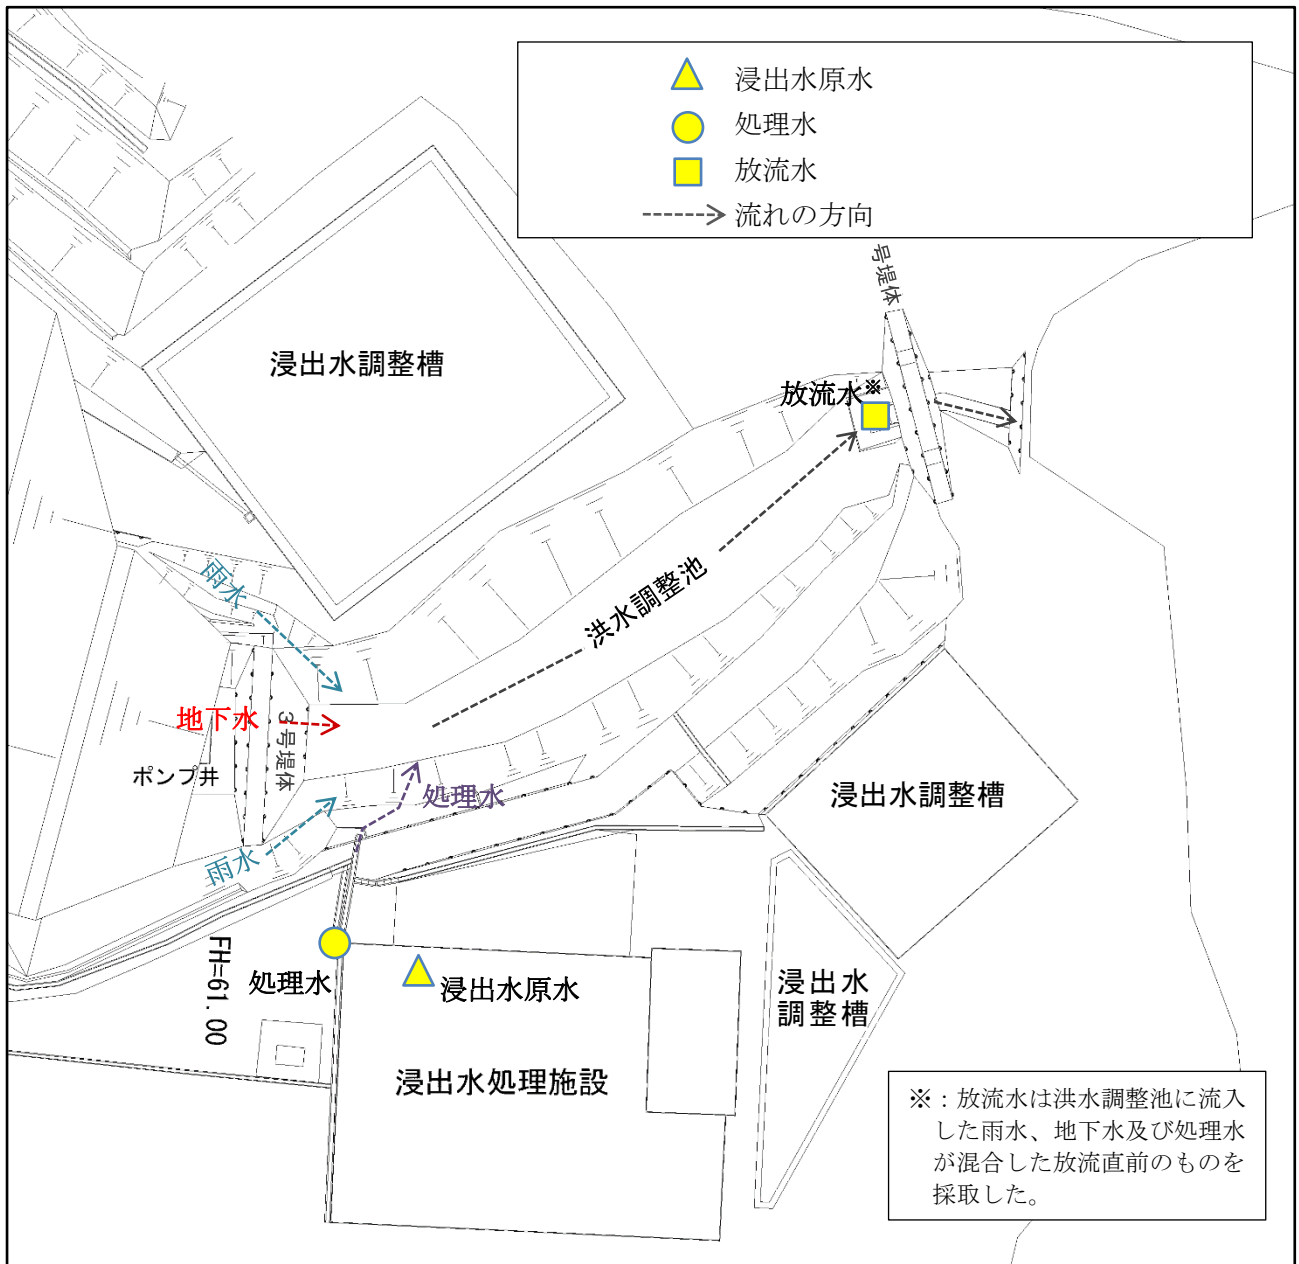 浸出水原水
処理水
放流水
流れの方向
号堤体
浸出水調整槽
放流水※
洪水調整池
雨水
地下水
3号堤体
ポンプ井
処理水
雨水
浸出水調整槽
FH=61.00
処理水
浸出水原水
浸出水
調整槽
浸出水処理施設
※：放流水は洪水調整池に流入
した雨水、地下水及び処理水
が混合した放流直前のものを
採取した。